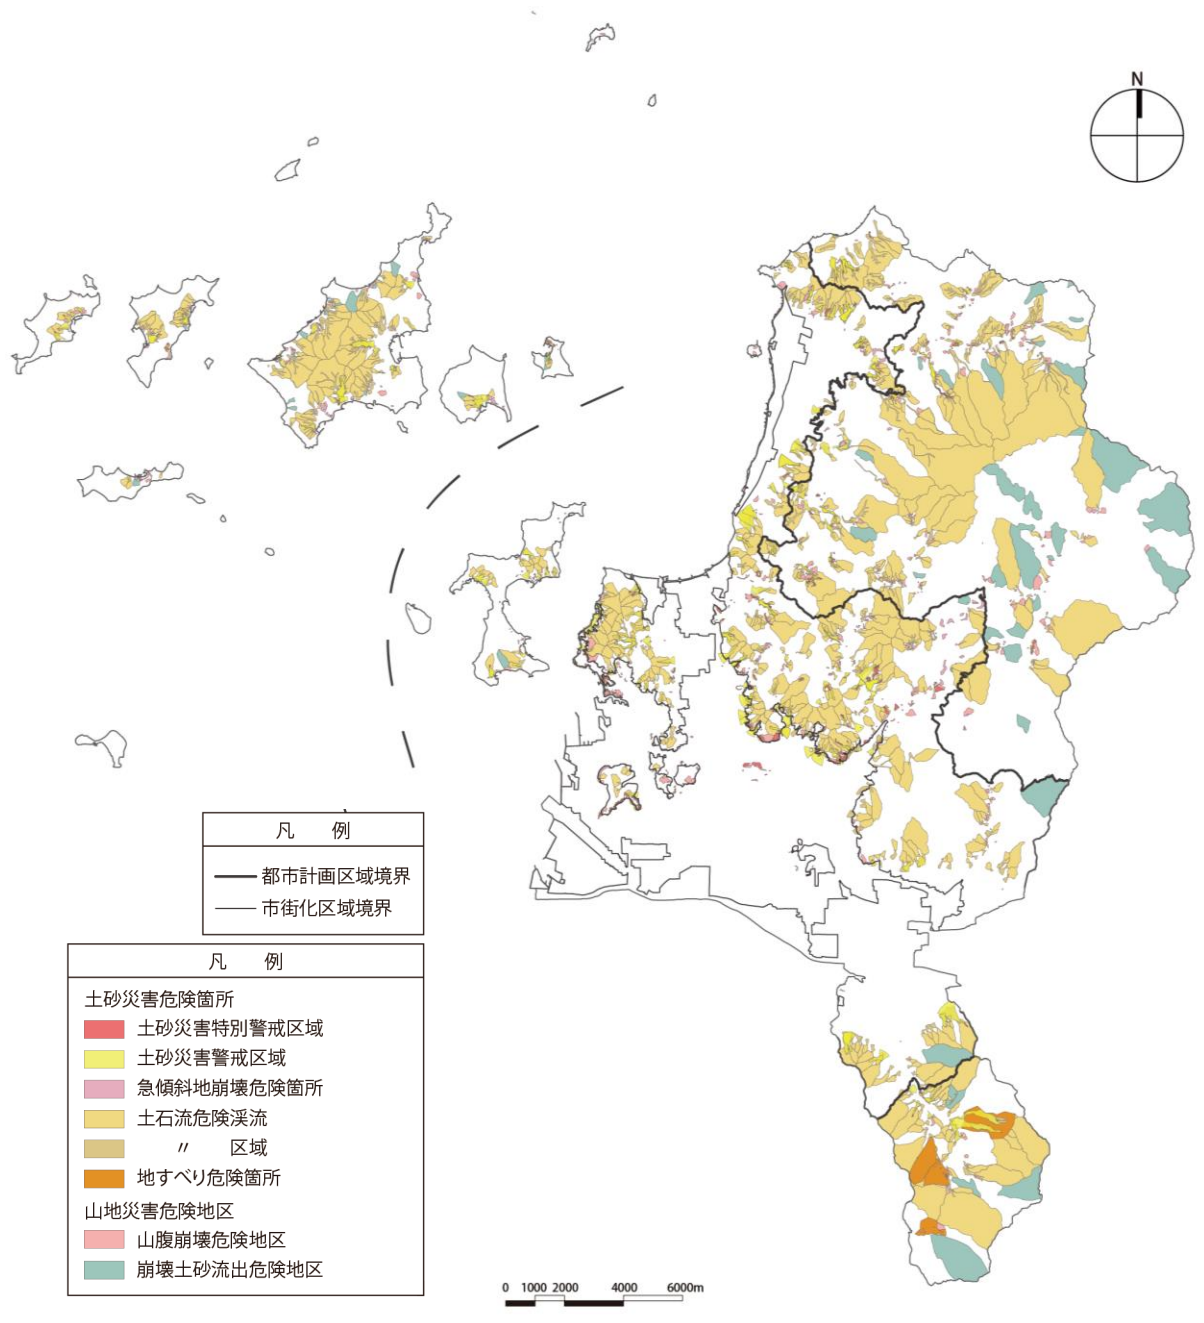 N
凡 例
都市計画区域境界
市街化区域境界
凡 例
土砂災害危険箇所
土砂災害特別警戒区域
土砂災害警戒区域
急傾斜地崩壊危険箇所
土石流危険渓流
〃 区域
地すべり危険箇所
山地災害危険地区
山腹崩壊危険地区
崩壊土砂流出危険地区
0 1000 2000 4000 6000m